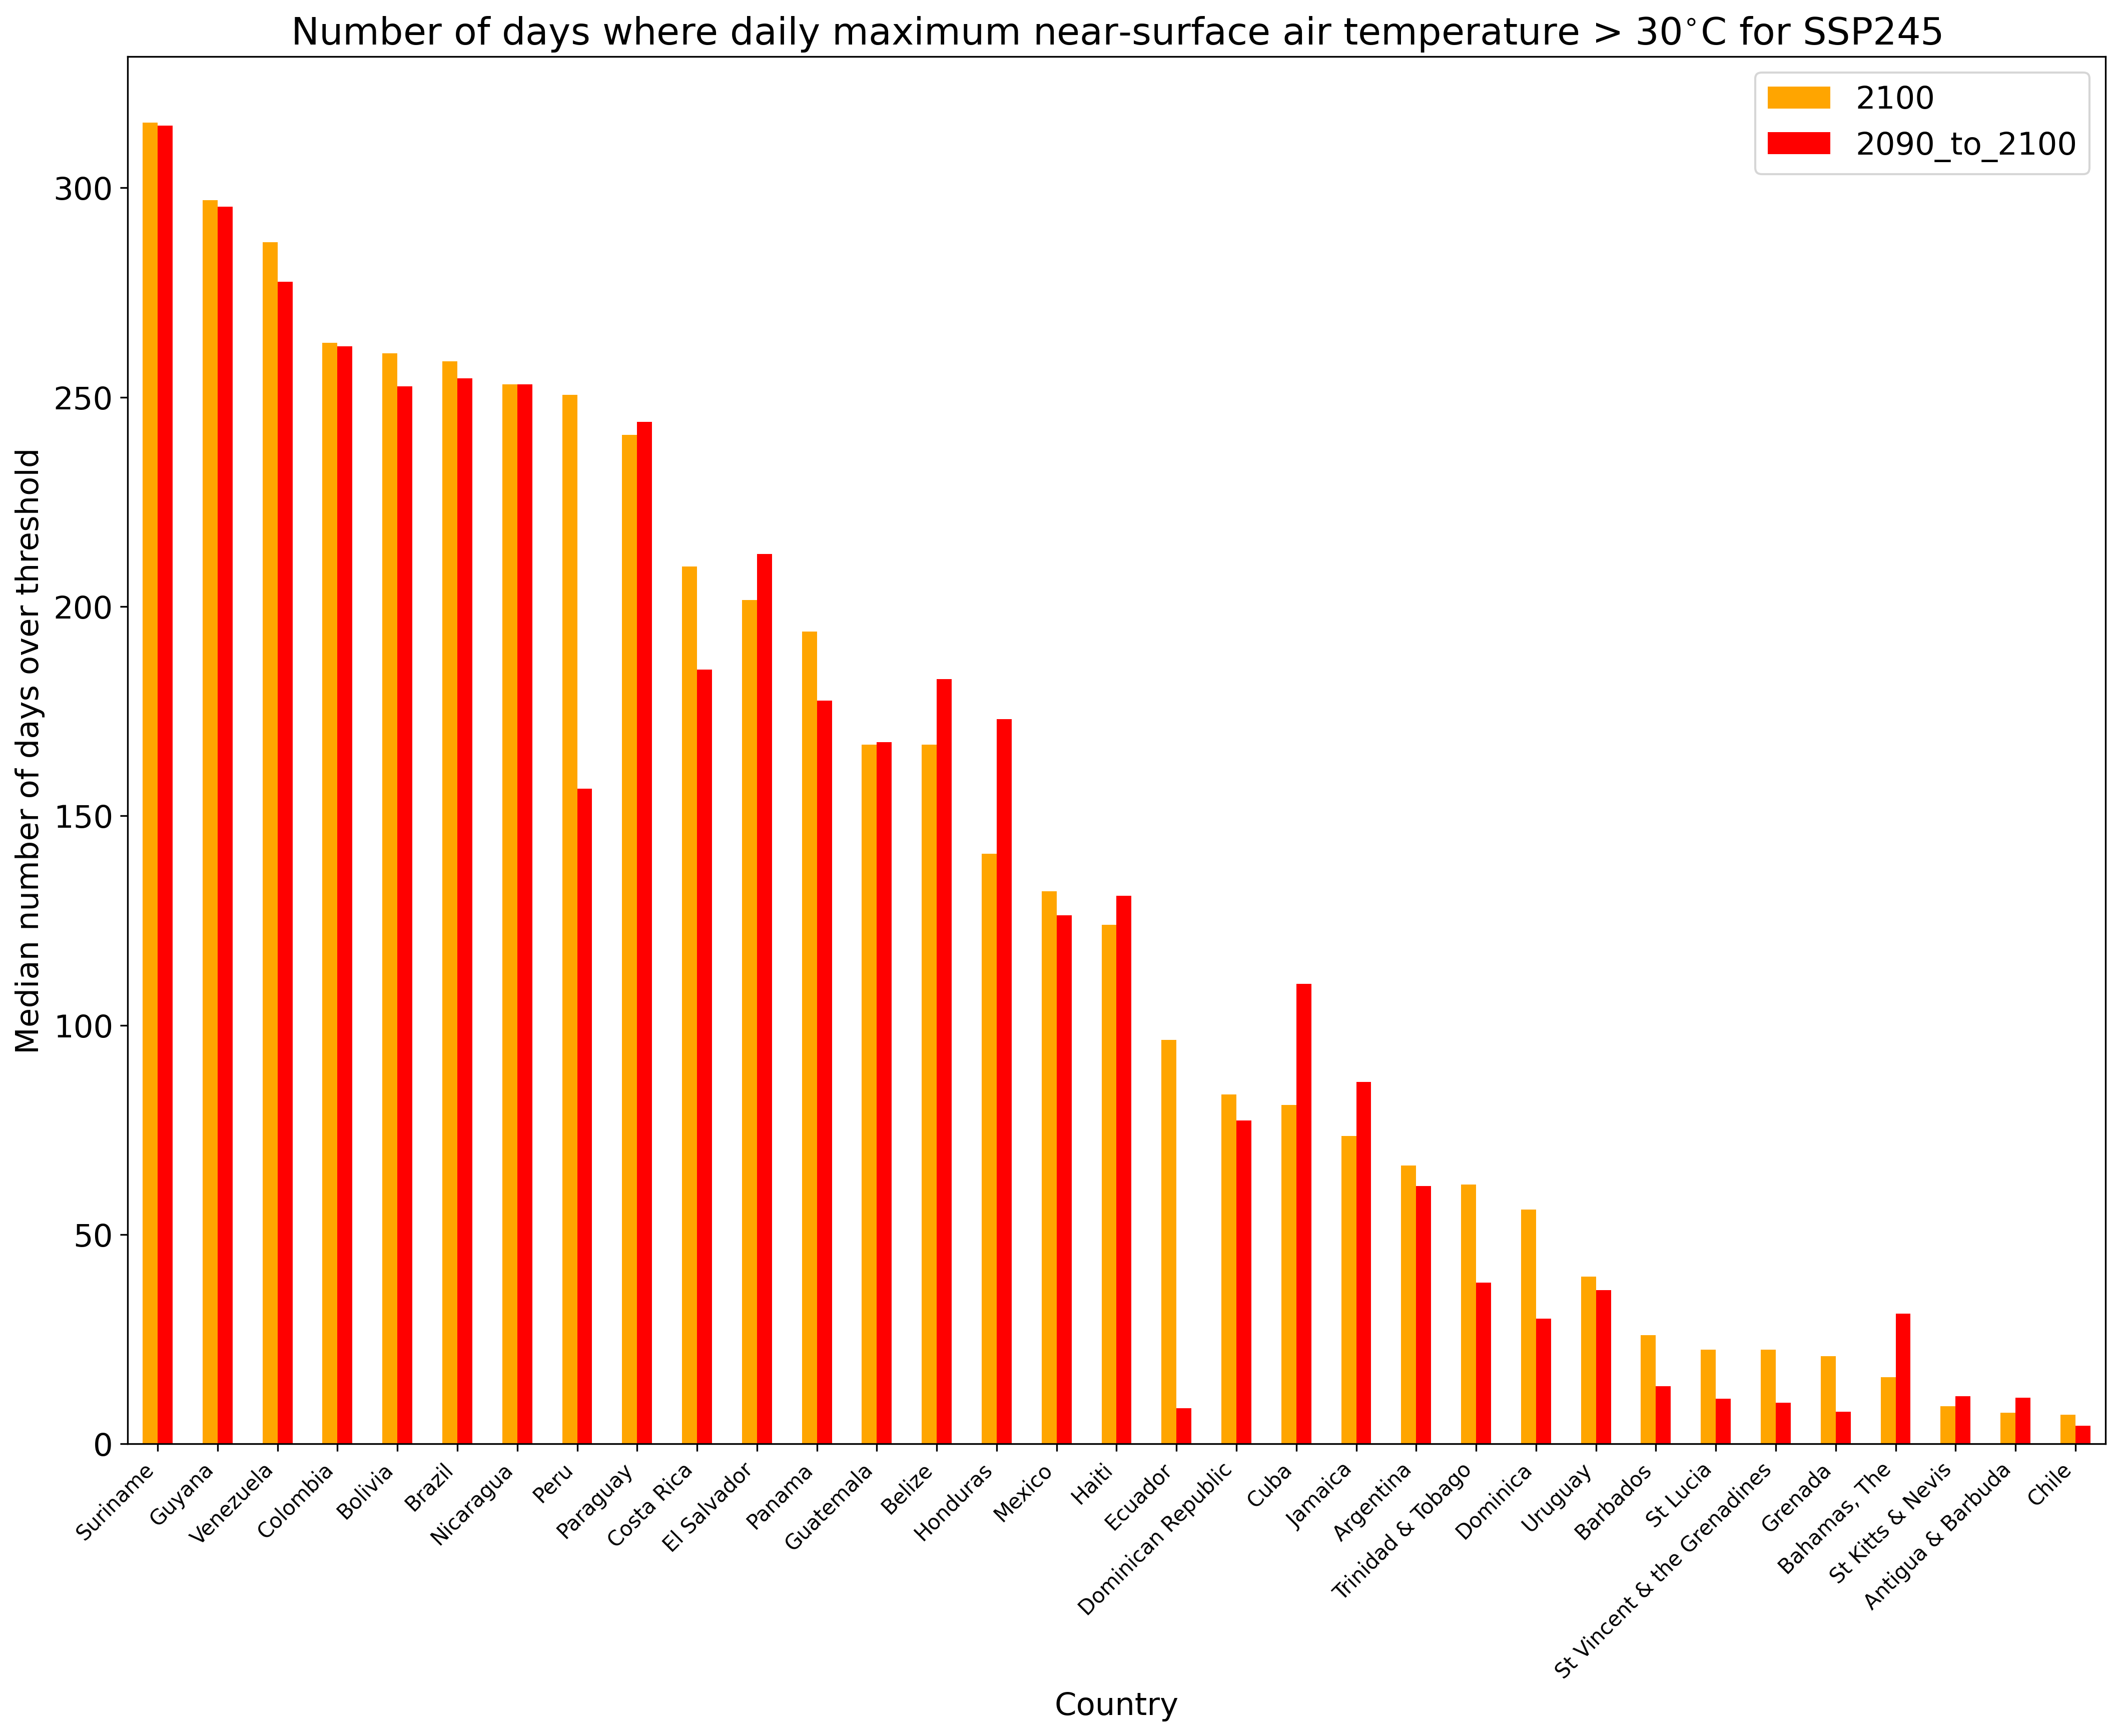 Number of days where daily maximum near-surface air temperature > 30°C for SSP245
2100
2090_to_2100
Median number of days over threshold
300
250
200
150
100
50
0
Suriname
Guyana
Venezuela
Colombia
Bolivia
Brazil
Nicaragua
Peru
Paraguay
Costa Rica
El Salvador
Panama
Guatemala
Belize
Honduras
Mexico
Haiti
Ecuador
Dominican Republic
Cuba
Jamaica
Argentina
Trinidad & Tobago
Dominica
Uruguay
Barbados
St Lucia
St Vincent & the Grenadines
Grenada
Bahamas, The
St Kitts & Nevis
Antigua & Barbuda
Chile
Country